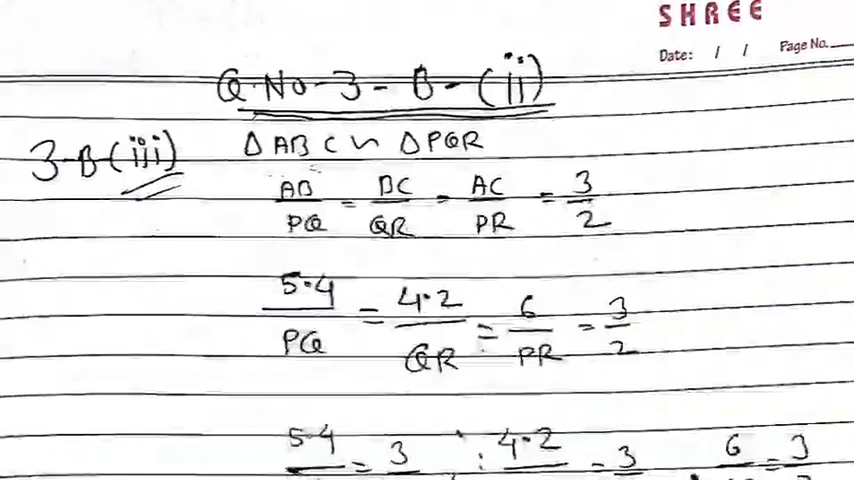 SHREE
Date: / / Page No.
Q.No-3-B-(ii)
3-B-(iii)
Δ ABC ~ Δ PQR
AB/PQ = BC/QR = AC/PR = 3/2
5.4/PQ = 4.2/QR = 6/PR = 3/2
5.4 = 3 ; 4.2 = 3 6 = 3